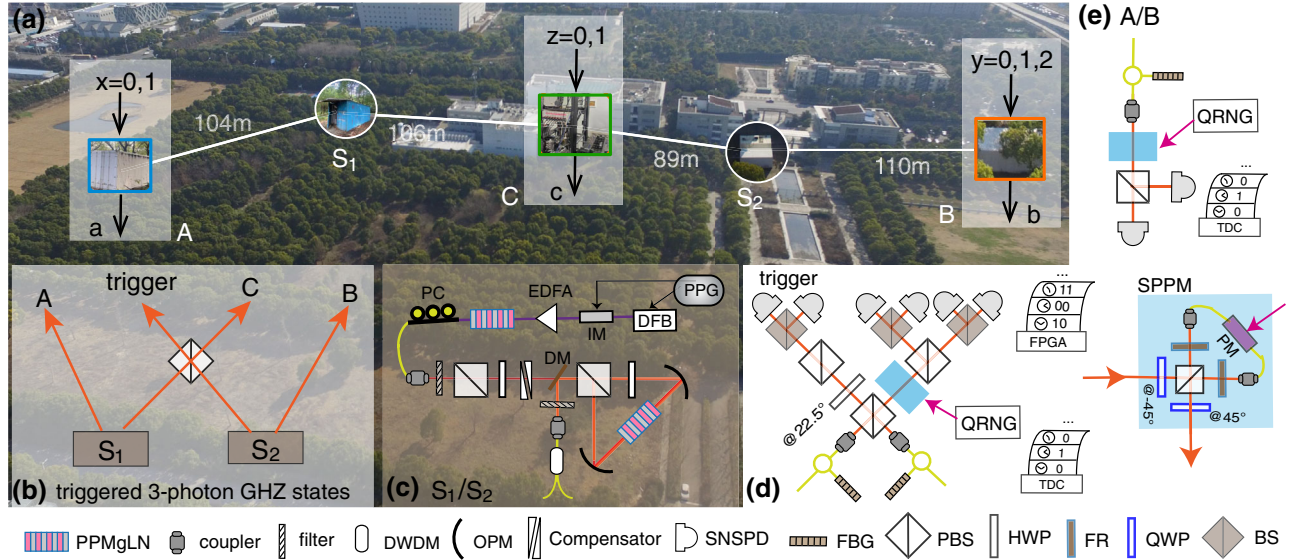 (a)
x=0,1
104m
S1
106m
z=0,1
C
c
89m
S2
110m
y=0,1,2
B
b
a
A
(b) triggered 3-photon GHZ states
A
trigger
C
B
S1
S2
(c) S1/S2
PC
EDFA
IM
DFB
PPG
DM
(d)
trigger
@ 22.5°
QRNG
...
11
00
10
FPGA
...
0
1
0
TDC
SPPM
PM
@-45°
@45°
(e) A/B
QRNG
...
0
1
0
TDC
PPMgLN
coupler
filter
DWDM
OPM
Compensator
SNSPD
FBG
PBS
HWP
FR
QWP
BS